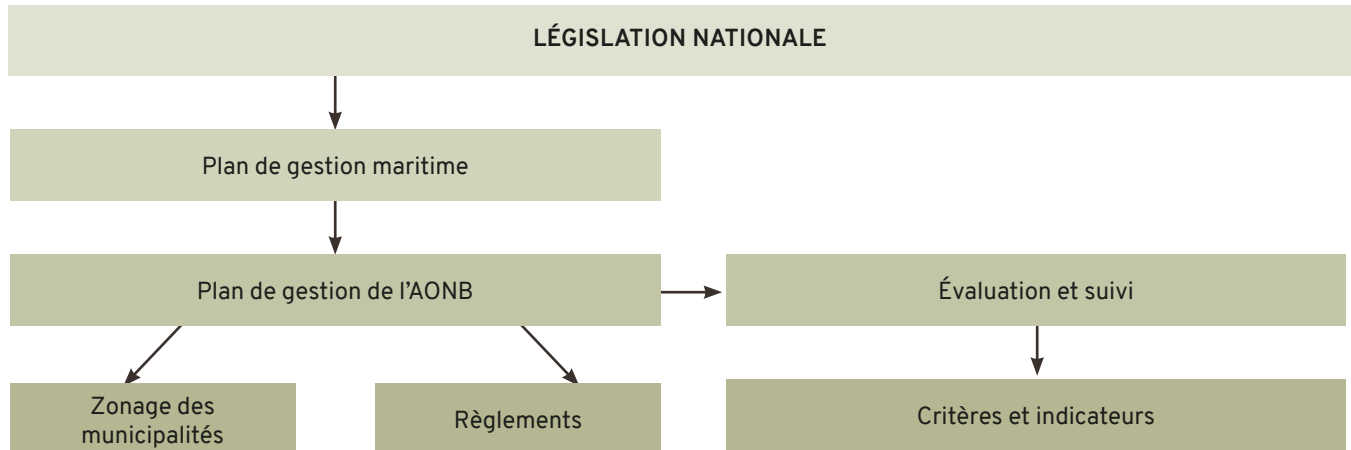 LÉGISLATION NATIONALE
Plan de gestion maritime
Plan de gestion de l'AONB
Évaluation et suivi
Zonage des
municipalités
Règlements
Critères et indicateurs